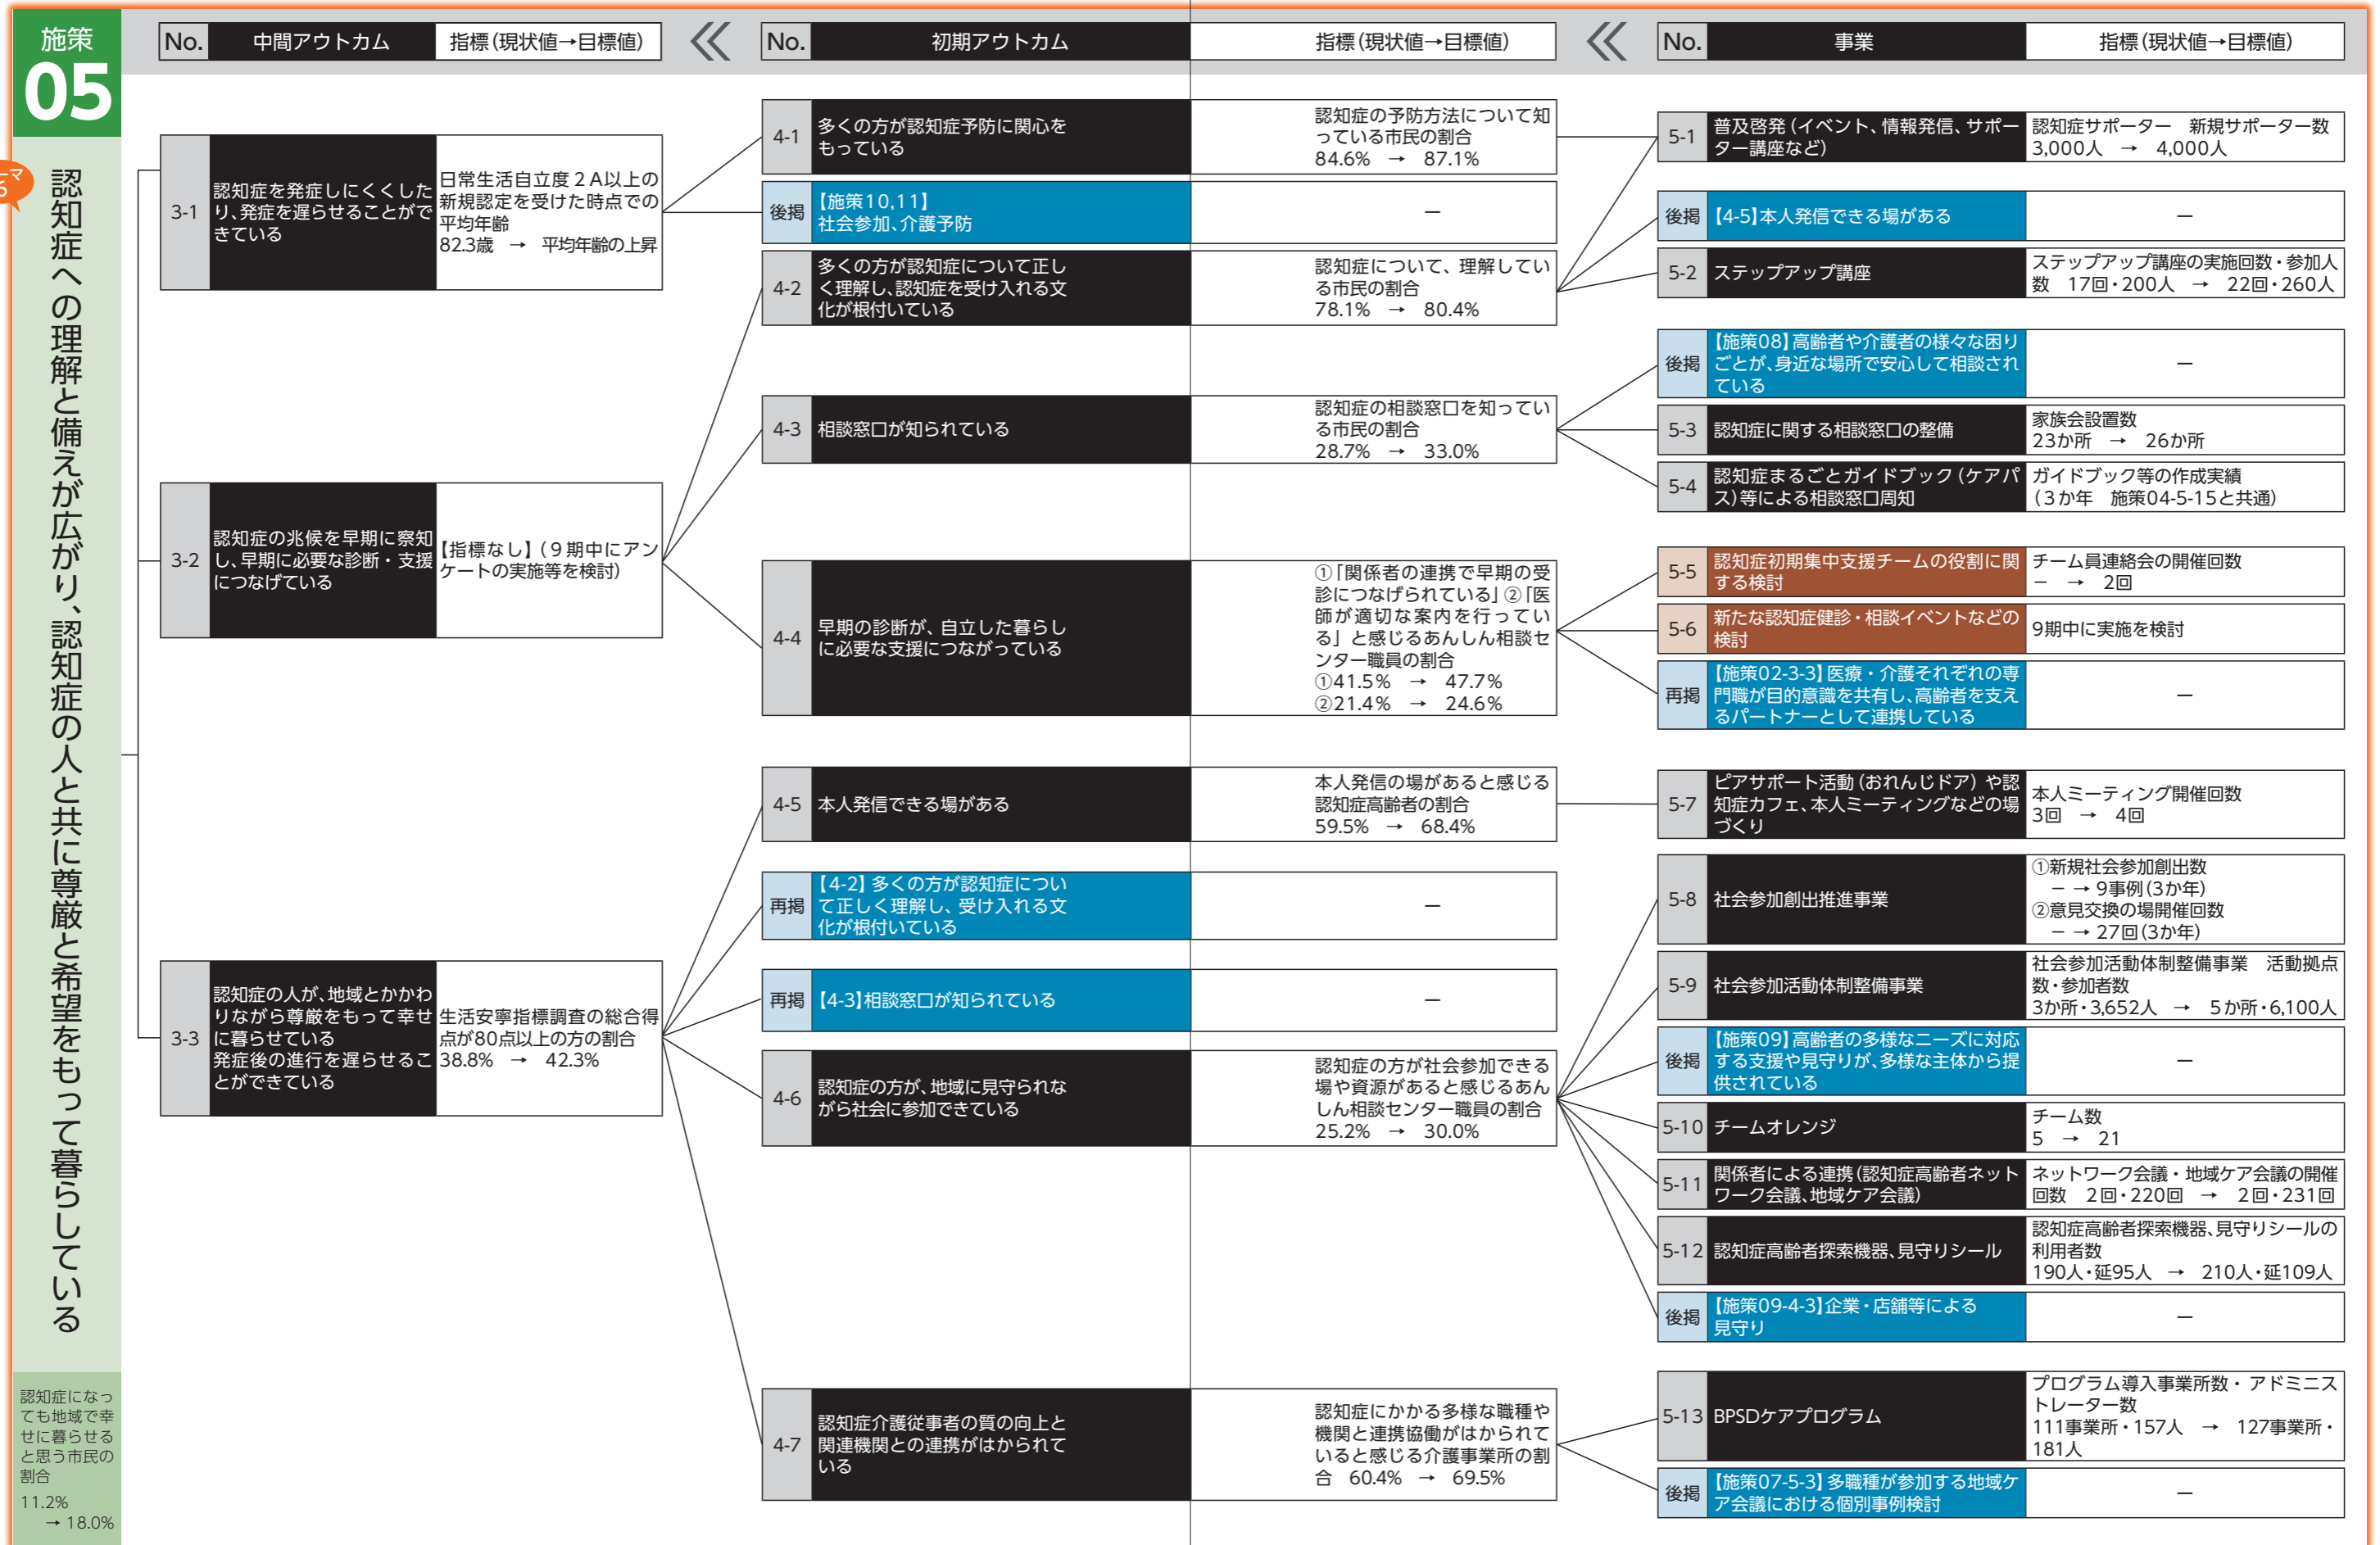 施策
05
ーマ
認知症への理解と備えが広がり、認知症の人と共に尊厳と希望をもって暮らしている
認知症になっ
ても地域で幸
せに暮らせる
と思う市民の
割合
11.2%
→ 18.0%
No. 中間アウトカム 指標(現状値→目標値)
No. 初期アウトカム 指標(現状値→目標値)
No. 事業 指標(現状値→目標値)
3-1
認知症を発症しにくくした
り、発症を遅らせることがで
きている
日常生活自立度2A以上の
新規認定を受けた時点での
平均年齢
82.3歳 → 平均年齢の上昇
3-2
認知症の兆候を早期に察知
し、早期に必要な診断・支援
につなげている
【指標なし】(9期中にアン
ケートの実施等を検討)
3-3
認知症の人が、地域とかかわ
りながら尊厳をもって幸せ
に暮らせている
発症後の進行を遅らせるこ
とができている
生活安寧指標調査の総合得
点が80点以上の方の割合
38.8% → 42.3%
4-1
多くの方が認知症予防に関心を
もっている
認知症の予防方法について知
っている市民の割合
84.6% → 87.1%
後掲
【施策10,11】
社会参加、介護予防
－
4-2
多くの方が認知症について正し
く理解し、認知症を受け入れる文
化が根付いている
認知症について、理解してい
る市民の割合
78.1% → 80.4%
4-3
相談窓口が知られている
認知症の相談窓口を知ってい
る市民の割合
28.7% → 33.0%
4-4
早期の診断が、自立した暮らし
に必要な支援につながっている
①「関係者の連携で早期の受
診につなげられている」②「医
師が適切な案内を行ってい
る」と感じるあんしん相談セ
ンター職員の割合
①41.5% → 47.7%
②21.4% → 24.6%
4-5
本人発信できる場がある
本人発信の場があると感じる
認知症高齢者の割合
59.5% → 68.4%
再掲
【4-2】多くの方が認知症につい
て正しく理解し、受け入れる文
化が根付いている
－
再掲
【4-3】相談窓口が知られている
－
4-6
認知症の方が、地域に見守られな
がら社会に参加できている
認知症の方が社会参加できる
場や資源があると感じるあん
しん相談センター職員の割合
25.2% → 30.0%
4-7
認知症介護従事者の質の向上と
関連機関との連携がはかられて
いる
認知症にかかる多様な職種や
機関と連携協働がはかられて
いると感じる介護事業所の割
合 60.4% → 69.5%
5-1
普及啓発(イベント、情報発信、サポー
ター講座など)
認知症サポーター 新規サポーター数
3,000人 → 4,000人
後掲
【4-5】本人発信できる場がある
－
5-2
ステップアップ講座
ステップアップ講座の実施回数・参加人
数 17回・200人 → 22回・260人
後掲
【施策08】高齢者や介護者の様々な困り
ごとが、身近な場所で安心して相談され
ている
－
5-3
認知症に関する相談窓口の整備
家族会設置数
23か所 → 26か所
5-4
認知症まるごとガイドブック(ケアパ
ス)等による相談窓口周知
ガイドブック等の作成実績
(3か年 施策04-5-15と共通)
5-5
認知症初期集中支援チームの役割に関
する検討
チーム員連絡会の開催回数
－ → 2回
5-6
新たな認知症健診・相談イベントなどの
検討
9期中に実施を検討
再掲
【施策02-3-3】医療・介護それぞれの専
門職が目的意識を共有し、高齢者を支え
るパートナーとして連携している
－
5-7
ピアサポート活動(おれんじドア)や認
知症カフェ、本人ミーティングなどの場
づくり
本人ミーティング開催回数
3回 → 4回
5-8
社会参加創出推進事業
①新規社会参加創出数
－ → 9事例(3か年)
②意見交換の場開催回数
－ → 27回(3か年)
5-9
社会参加活動体制整備事業
社会参加活動体制整備事業 活動拠点
数・参加者数
3か所・3,652人 → 5か所・6,100人
後掲
【施策09】高齢者の多様なニーズに対応
する支援や見守りが、多様な主体から提
供されている
－
5-10
チームオレンジ
チーム数
5 → 21
5-11
関係者による連携(認知症高齢者ネット
ワーク会議、地域ケア会議)
ネットワーク会議・地域ケア会議の開催
回数 2回・220回 → 2回・231回
5-12
認知症高齢者探索機器、見守りシール
認知症高齢者探索機器、見守りシールの
利用者数
190人・延95人 → 210人・延109人
後掲
【施策09-4-3】企業・店舗等による
見守り
－
5-13
BPSDケアプログラム
プログラム導入事業所数・アドミニス
トレーター数
111事業所・157人 → 127事業所・
181人
後掲
【施策07-5-3】多職種が参加する地域ケ
ア会議における個別事例検討
－